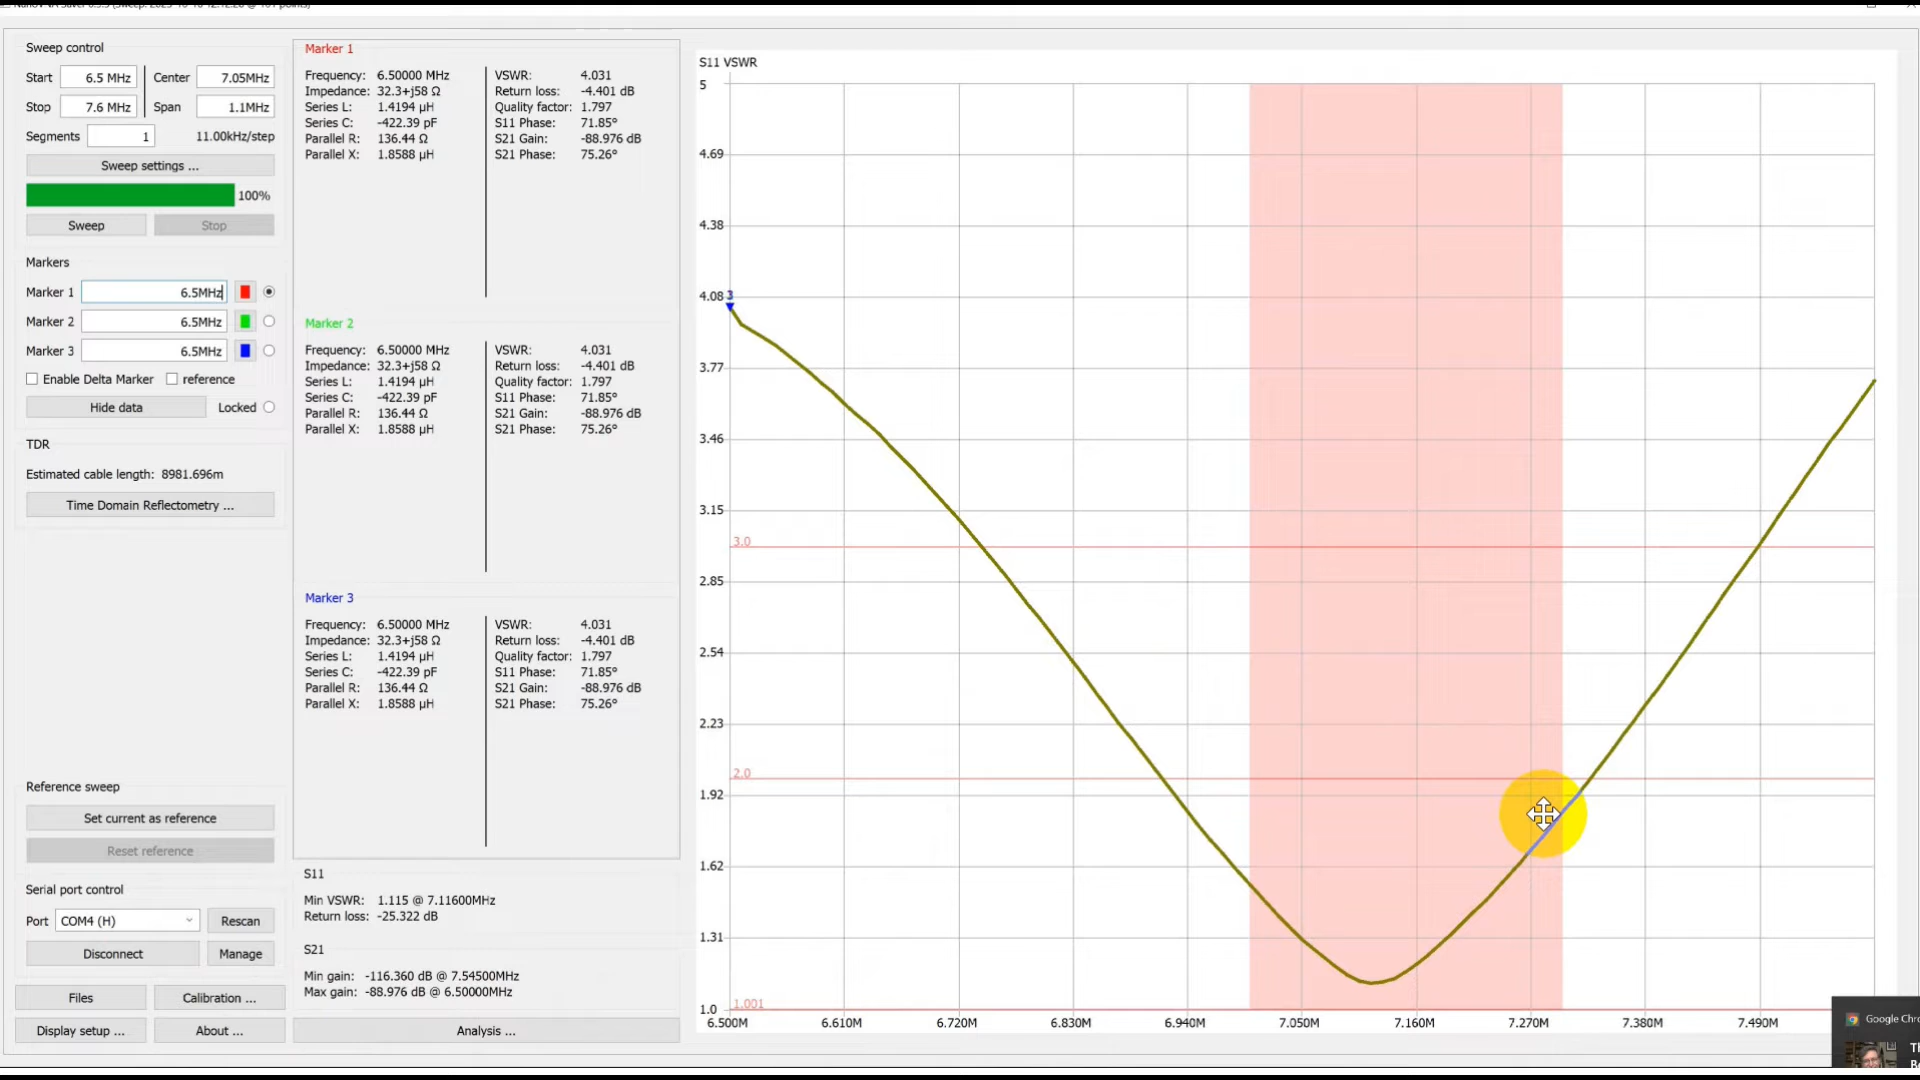 Sweep control
Start 6.5 MHz Center 7.05MHz
Stop 7.6 MHz Span 1.1MHz
Segments 1 11.00kHz/step
Sweep settings ...
100%
Sweep Stop
Markers
Marker 1 6.5MHz
Marker 2 6.5MHz
Marker 3 6.5MHz
Enable Delta Marker reference
Hide data Locked
TDR
Estimated cable length: 8981.696m
Time Domain Reflectometry ...
Reference sweep
Set current as reference
Reset reference
Serial port control
Port COM4 (H) Rescan
Disconnect Manage
Files Calibration ...
Display setup ... About ...
Marker 1
Frequency: 6.50000 MHz VSWR: 4.031
Impedance: 32.3+j58 Ω Return loss: -4.401 dB
Series L: 1.4194 µH Quality factor: 1.797
Series C: -422.39 pF S11 Phase: 71.85°
Parallel R: 136.44 Ω S21 Gain: -88.976 dB
Parallel X: 1.8588 µH S21 Phase: 75.26°
Marker 2
Frequency: 6.50000 MHz VSWR: 4.031
Impedance: 32.3+j58 Ω Return loss: -4.401 dB
Series L: 1.4194 µH Quality factor: 1.797
Series C: -422.39 pF S11 Phase: 71.85°
Parallel R: 136.44 Ω S21 Gain: -88.976 dB
Parallel X: 1.8588 µH S21 Phase: 75.26°
Marker 3
Frequency: 6.50000 MHz VSWR: 4.031
Impedance: 32.3+j58 Ω Return loss: -4.401 dB
Series L: 1.4194 µH Quality factor: 1.797
Series C: -422.39 pF S11 Phase: 71.85°
Parallel R: 136.44 Ω S21 Gain: -88.976 dB
Parallel X: 1.8588 µH S21 Phase: 75.26°
S11
Min VSWR: 1.115 @ 7.11600MHz
Return loss: -25.322 dB
S21
Min gain: -116.360 dB @ 7.54500MHz
Max gain: -88.976 dB @ 6.50000MHz
Analysis ...
S11 VSWR
5
4.69
4.38
4.08 3
3.77
3.46
3.15
3.0
2.85
2.54
2.23
2.0
1.92
1.62
1.31
1.001
1.0
6.500M 6.610M 6.720M 6.830M 6.940M 7.050M 7.160M 7.270M 7.380M 7.490M
Google